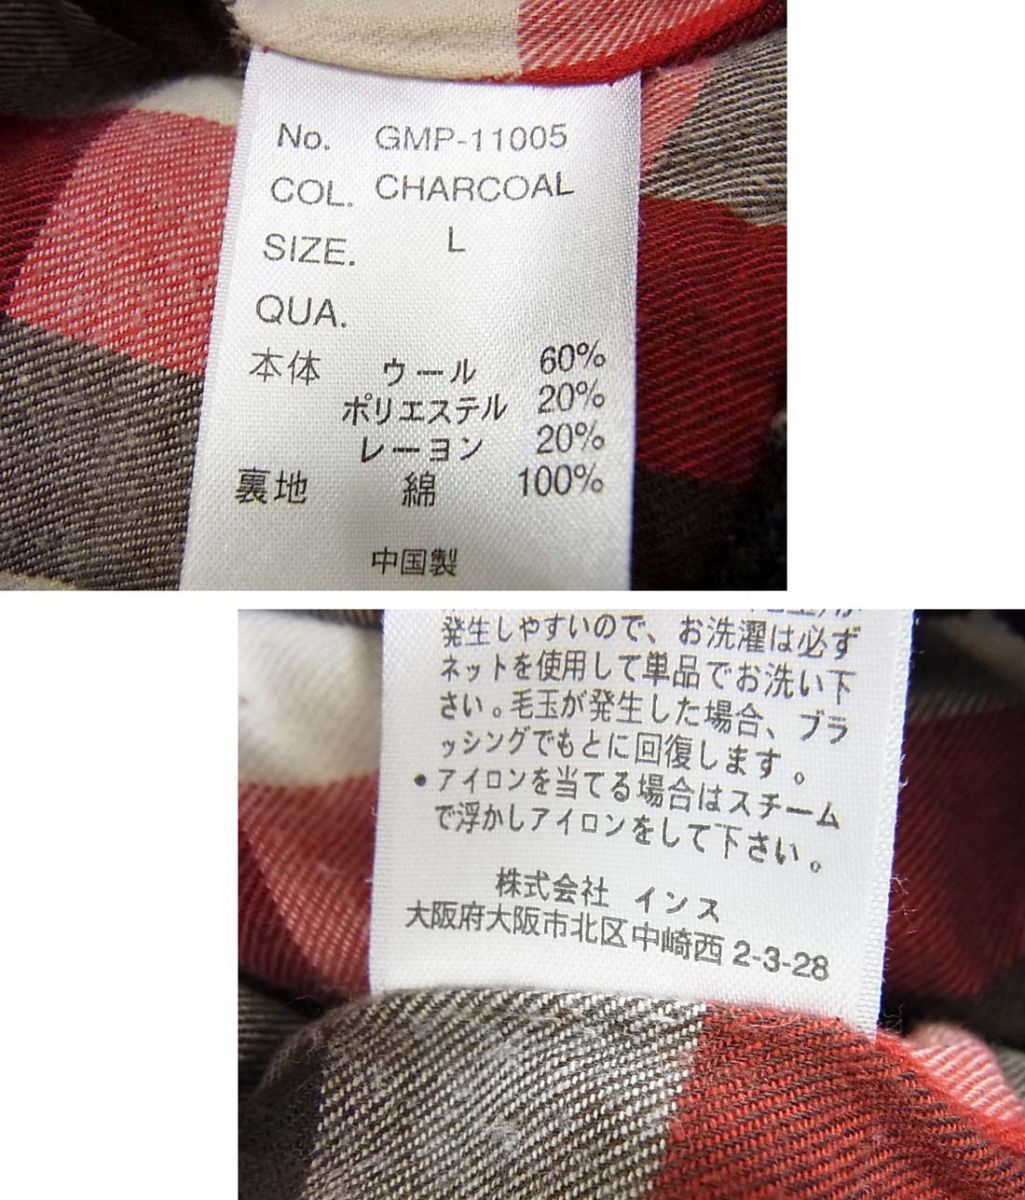 No. GMP-11005
COL. CHARCOAL
SIZE. L
QUA.
本体 ウール 60%
ポリエステル 20%
レーヨン 20%
裏地 綿 100%
中国製
発生しやすいので、お洗濯は必ず
ネットを使用して単品でお洗い下
さい。毛玉が発生した場合、ブラ
ッシングでもとに回復します。
●アイロンを当てる場合はスチーム
で浮かしアイロンをして下さい。
株式会社 インス
大阪府大阪市北区中崎西 2-3-28